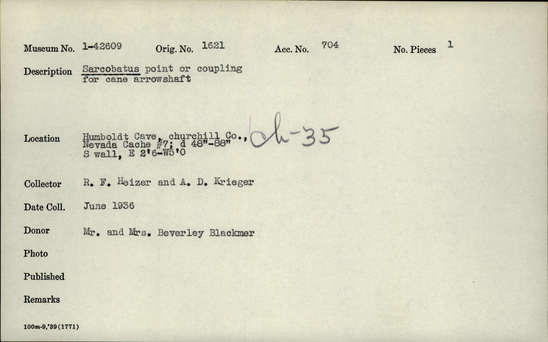 Museum No. 1-42609 Orig. No. 1621 Acc. No. 704 No. Pieces 1
Description Sarcobatus point or coupling
for cane arrowshaft
Location Humboldt Cave, churchill Co.,
Nevada Cache #7; d 48"-88" ch-35
S wall, E 2'6-W5'0
Collector R. F. Heizer and A. D. Krieger
Date Coll. June 1936
Donor Mr. and Mrs. Beverley Blackmer
Photo
Published
Remarks
100m-9,'39(1771)